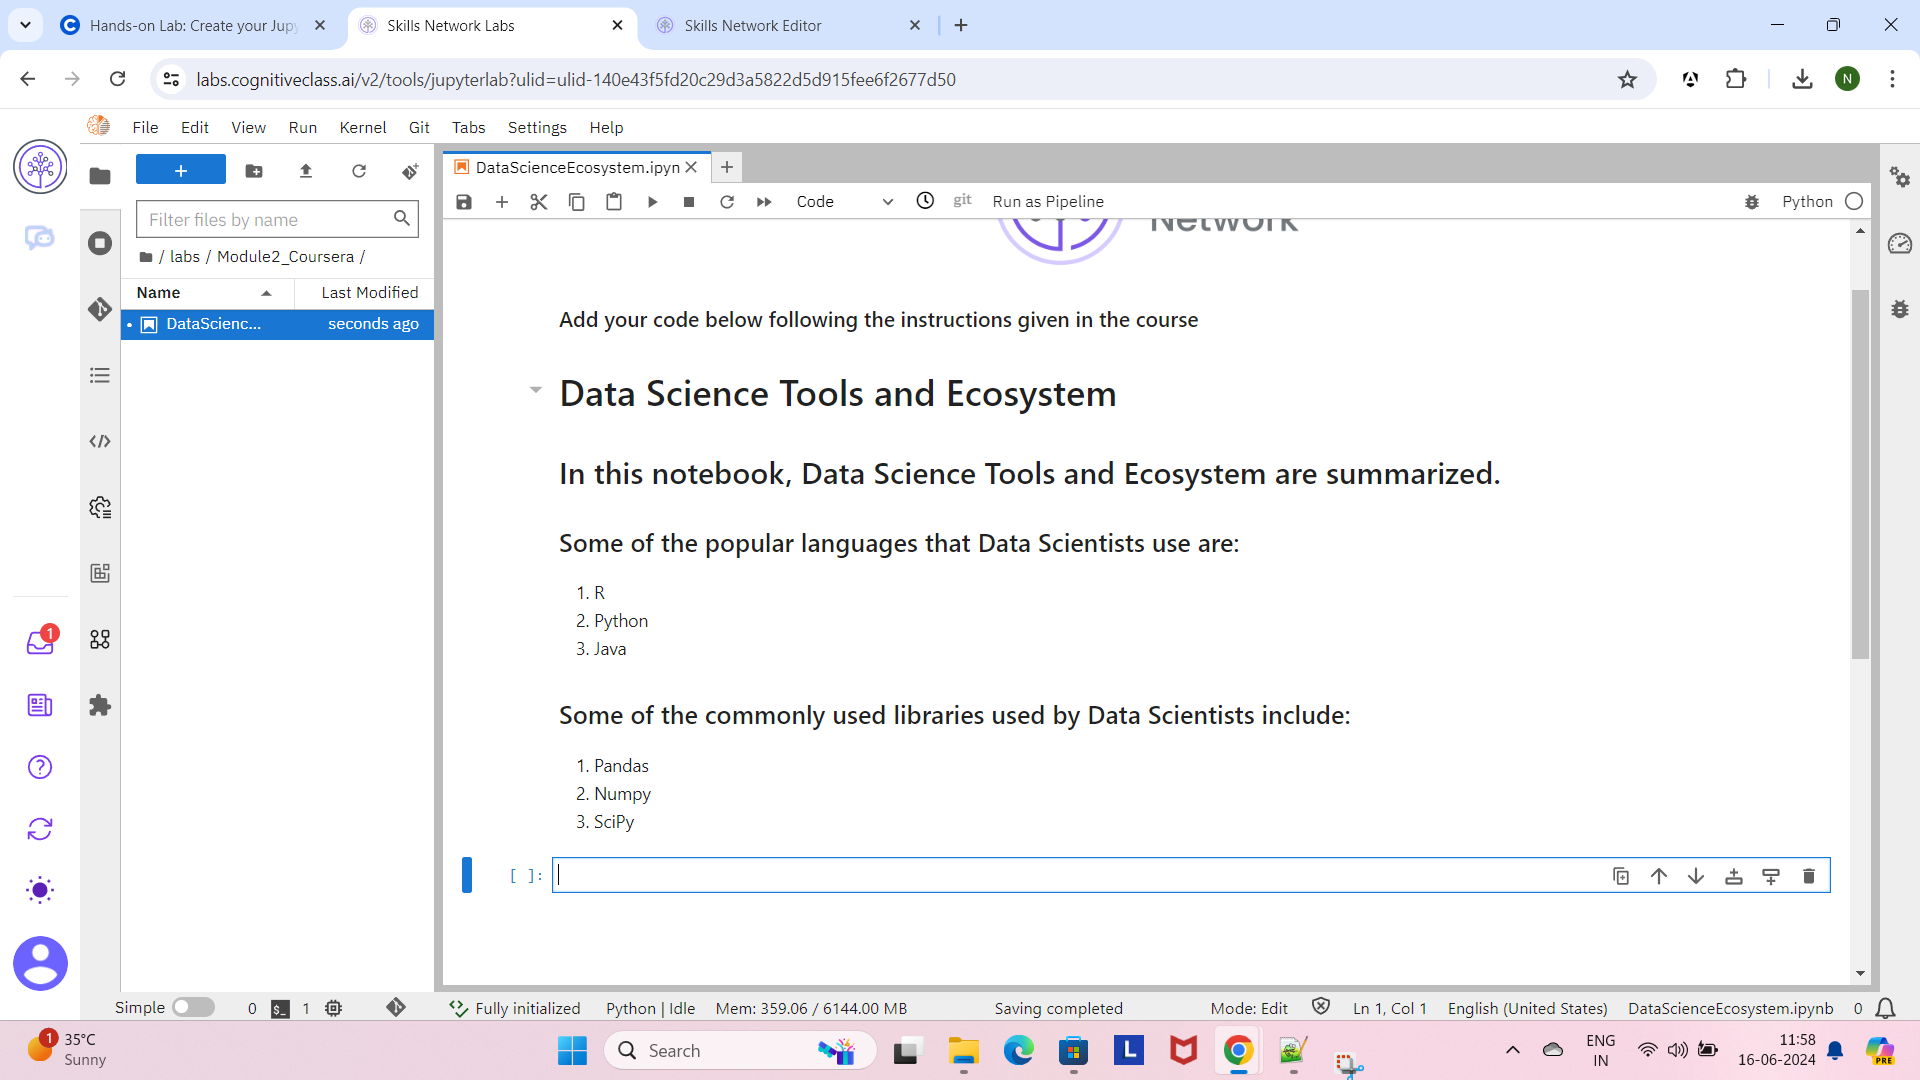 Hands-on Lab: Create your Jup
Skills Network Labs
Skills Network Editor
labs.cognitiveclass.ai/v2/tools/jupyterlab?ulid=ulid-140e43f5fd20c29d3a5822d5d915fee6f2677d50
N
File Edit View Run Kernel Git Tabs Settings Help
DataScienceEcosystem.ipyn
Filter files by name
Code
git
Run as Pipeline
Python
/ labs / Module2_Coursera /
Name Last Modified
DataScienc... seconds ago
Network
Add your code below following the instructions given in the course
Data Science Tools and Ecosystem
In this notebook, Data Science Tools and Ecosystem are summarized.
Some of the popular languages that Data Scientists use are:
1. R
2. Python
3. Java
Some of the commonly used libraries used by Data Scientists include:
1. Pandas
2. Numpy
3. SciPy
[ ]:
1
Simple 0 $_ 1 Fully initialized Python | Idle Mem: 359.06 / 6144.00 MB Saving completed Mode: Edit Ln 1, Col 1 English (United States) DataScienceEcosystem.ipynb 0
1
35°C
Sunny
Search
L
ENG
IN
11:58
16-06-2024
PRE